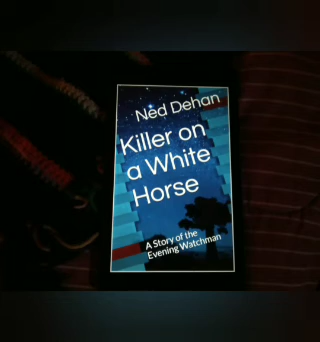 Ned Dehan
Killer on
a White
Horse
A Story of the
Evening Watchman